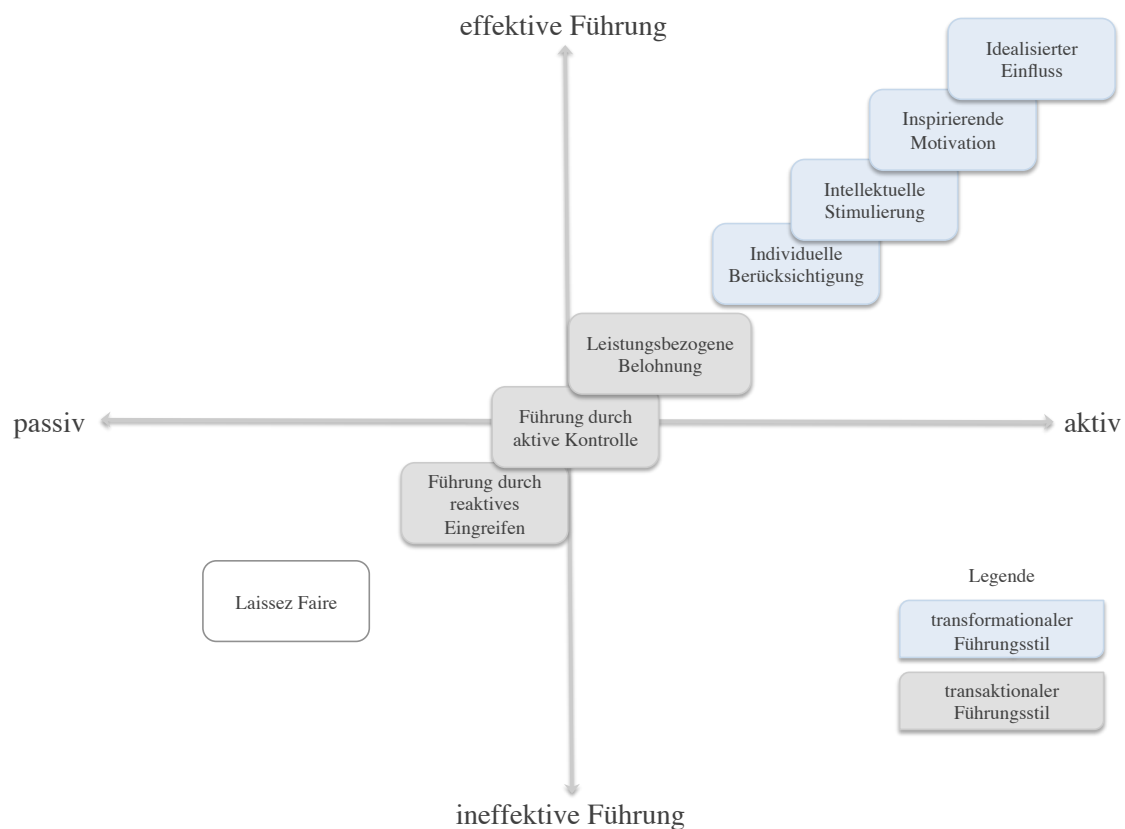 effektive Führung
Idealisierter
Einfluss
Inspirierende
Motivation
Intellektuelle
Stimulierung
Individuelle
Berücksichtigung
Leistungsbezogene
Belohnung
passiv
Führung durch
aktive Kontrolle
aktiv
Führung durch
reaktives
Eingreifen
Laissez Faire
Legende
transformationaler
Führungsstil
transaktionaler
Führungsstil
ineffektive Führung